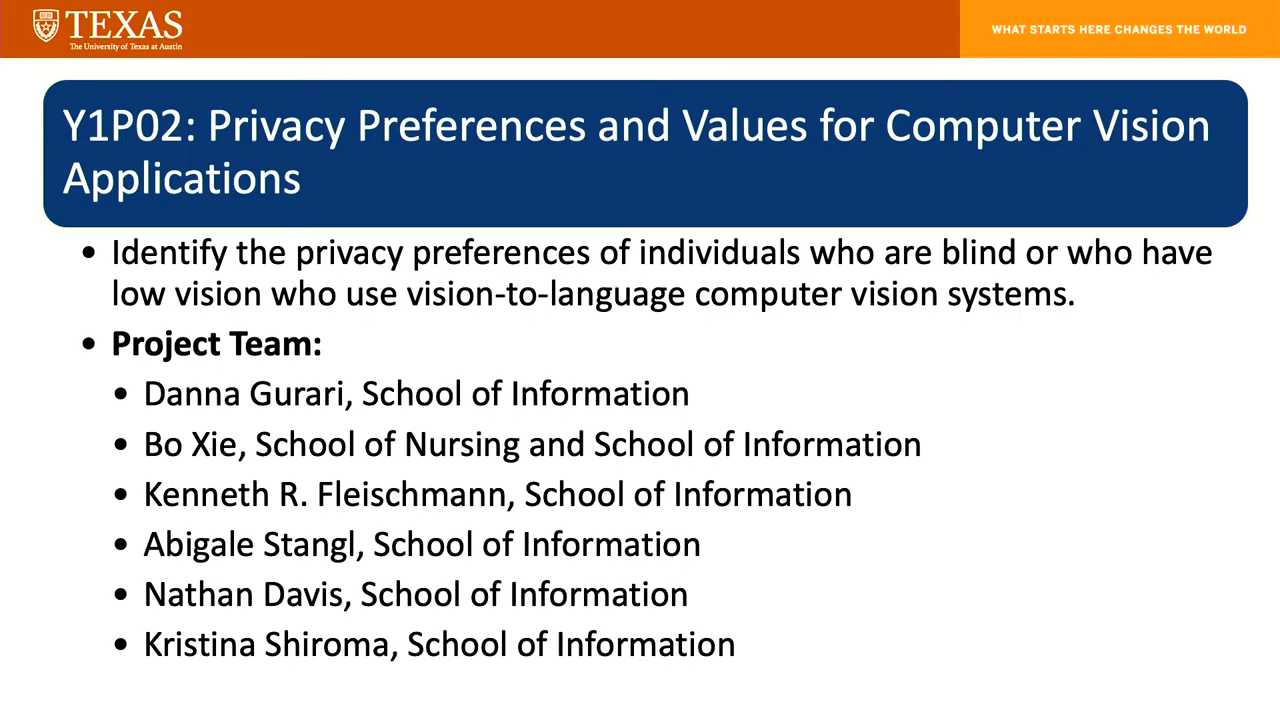 TEXAS
The University of Texas at Austin
WHAT STARTS HERE CHANGES THE WORLD
Y1P02: Privacy Preferences and Values for Computer Vision
Applications
• Identify the privacy preferences of individuals who are blind or who have
low vision who use vision-to-language computer vision systems.
• Project Team:
• Danna Gurari, School of Information
• Bo Xie, School of Nursing and School of Information
• Kenneth R. Fleischmann, School of Information
• Abigale Stangl, School of Information
• Nathan Davis, School of Information
• Kristina Shiroma, School of Information